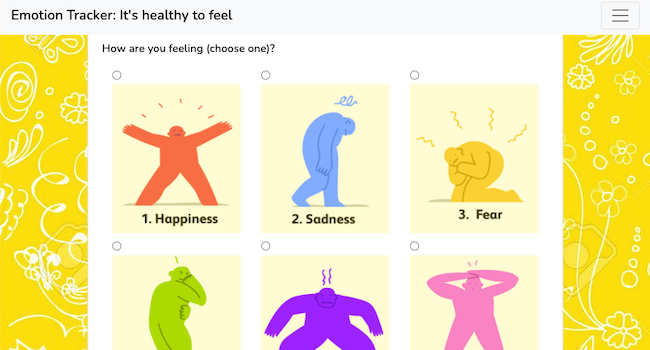 Emotion Tracker: It's healthy to feel
How are you feeling (choose one)?
1. Happiness
2. Sadness
3. Fear